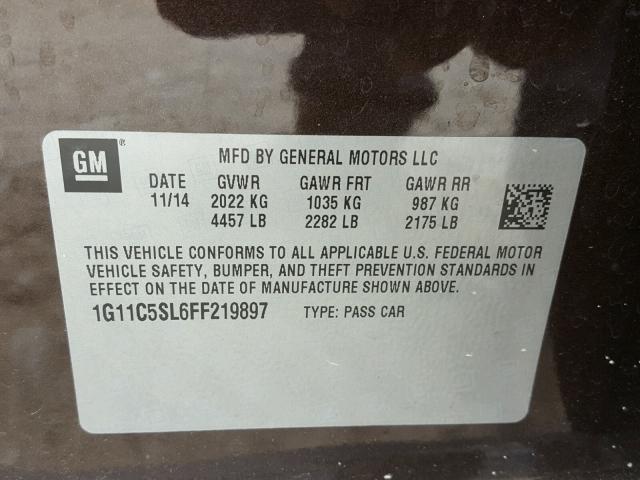 GM®
MFD BY GENERAL MOTORS LLC
DATE GVWR GAWR FRT GAWR RR
11/14 2022 KG 1035 KG 987 KG
4457 LB 2282 LB 2175 LB
THIS VEHICLE CONFORMS TO ALL APPLICABLE U.S. FEDERAL MOTOR
VEHICLE SAFETY, BUMPER, AND THEFT PREVENTION STANDARDS IN
EFFECT ON THE DATE OF MANUFACTURE SHOWN ABOVE.
1G11C5SL6FF219897 TYPE: PASS CAR